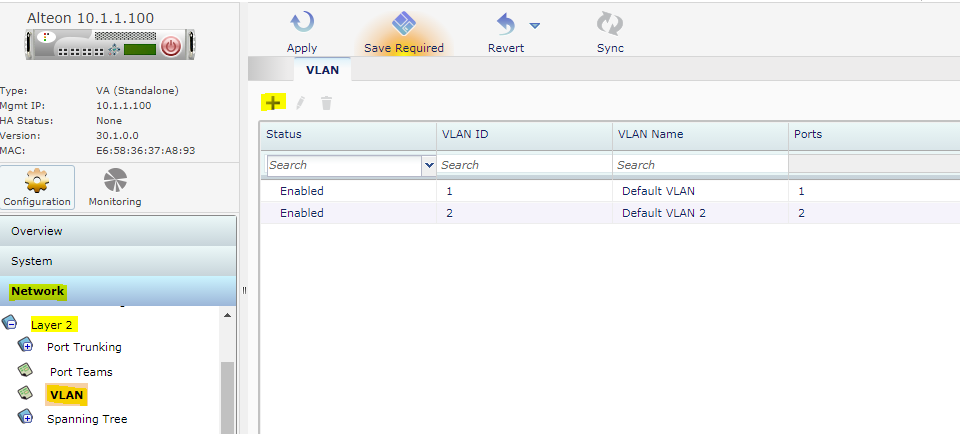 Alteon 10.1.1.100
Type: VA (Standalone)
Mgmt IP: 10.1.1.100
HA Status: None
Version: 30.1.0.0
MAC: E6:58:36:37:A8:93
Configuration Monitoring
Overview
System
Network
Layer 2
Port Trunking
Port Teams
VLAN
Spanning Tree
Apply Save Required Revert Sync
VLAN
Status VLAN ID VLAN Name Ports
Search Search Search
Enabled 1 Default VLAN 1
Enabled 2 Default VLAN 2 2